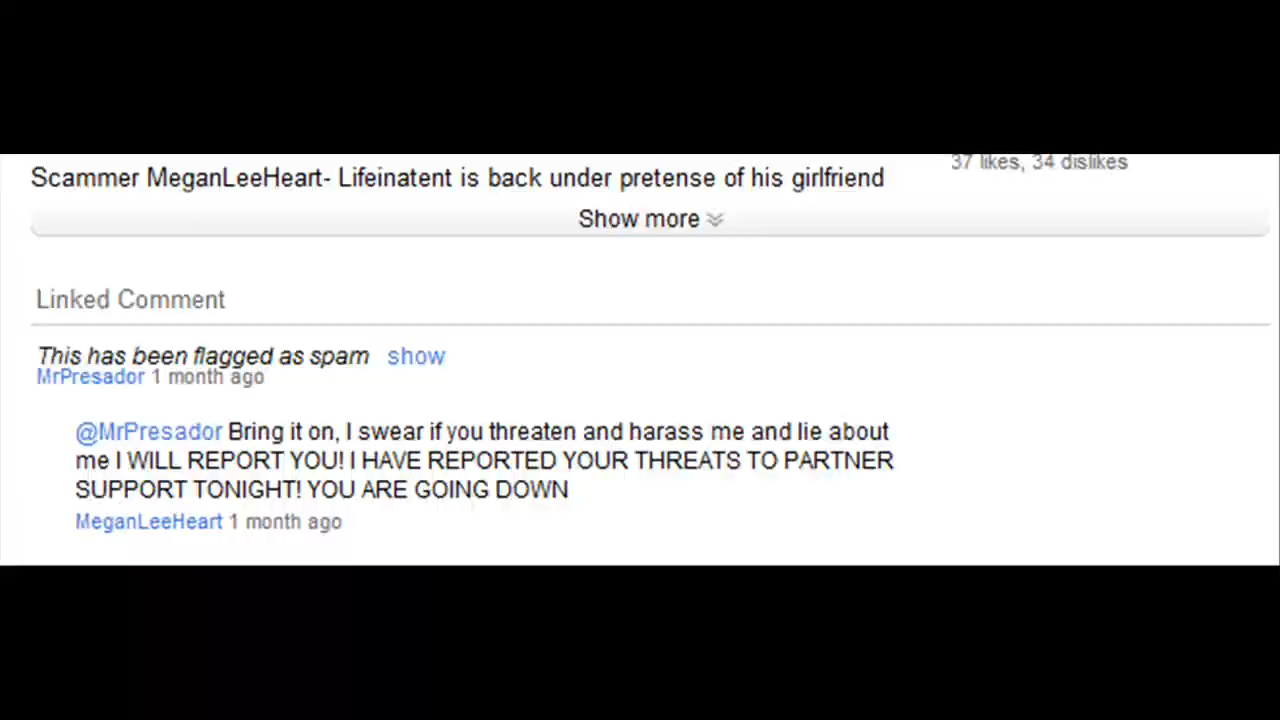 37 likes, 34 dislikes
Scammer MeganLeeHeart- Lifeinatent is back under pretense of his girlfriend
Show more
Linked Comment
This has been flagged as spam show
MrPresador 1 month ago
@MrPresador Bring it on, I swear if you threaten and harass me and lie about
me I WILL REPORT YOU! I HAVE REPORTED YOUR THREATS TO PARTNER
SUPPORT TONIGHT! YOU ARE GOING DOWN
MeganLeeHeart 1 month ago